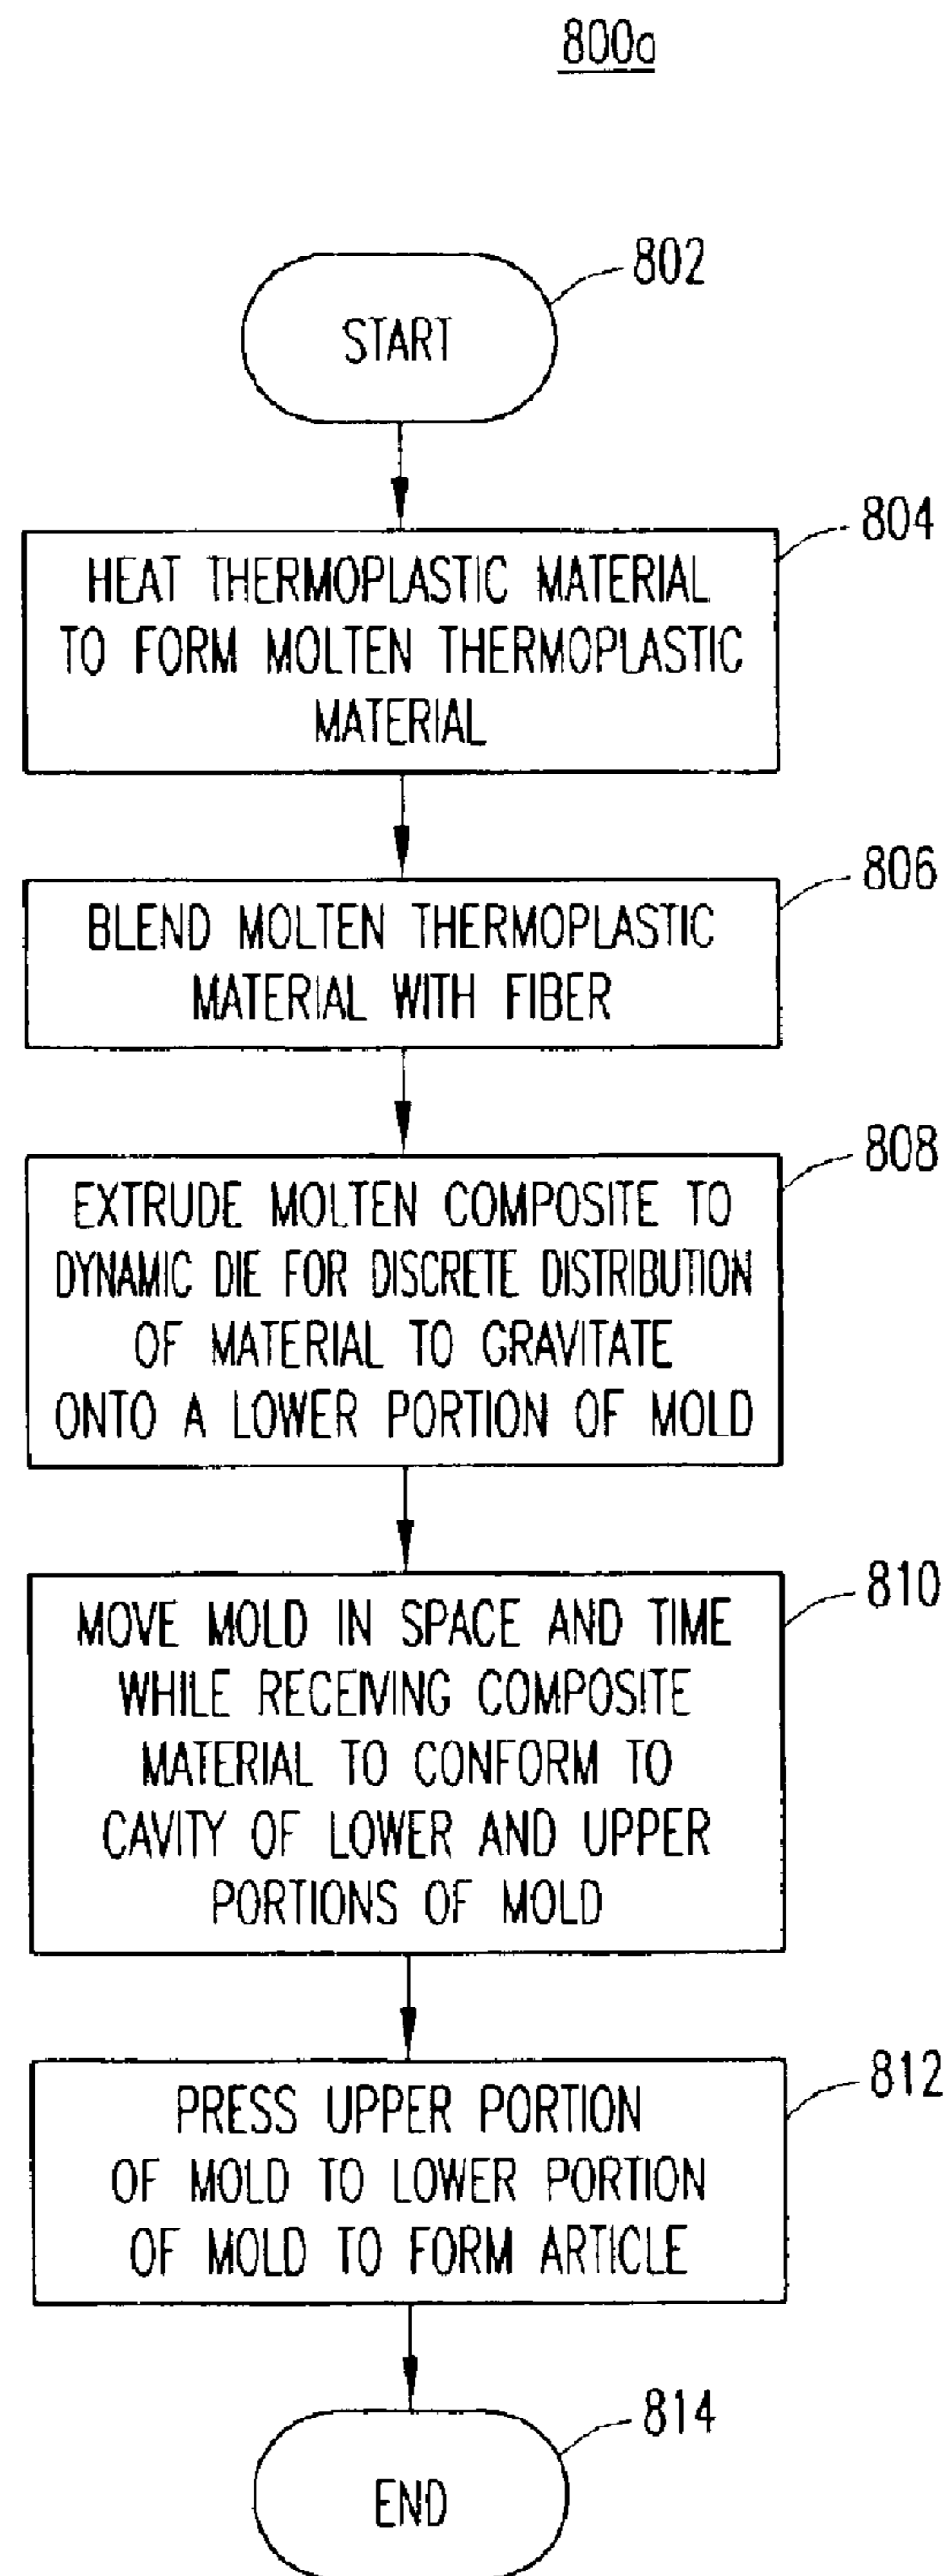 800a
802
START
804
HEAT THERMOPLASTIC MATERIAL
TO FORM MOLTEN THERMOPLASTIC
MATERIAL
806
BLEND MOLTEN THERMOPLASTIC
MATERIAL WITH FIBER
808
EXTRUDE MOLTEN COMPOSITE TO
DYNAMIC DIE FOR DISCRETE DISTRIBUTION
OF MATERIAL TO GRAVITATE
ONTO A LOWER PORTION OF MOLD
810
MOVE MOLD IN SPACE AND TIME
WHILE RECEIVING COMPOSITE
MATERIAL TO CONFORM TO
CAVITY OF LOWER AND UPPER
PORTIONS OF MOLD
812
PRESS UPPER PORTION
OF MOLD TO LOWER PORTION
OF MOLD TO FORM ARTICLE
814
END